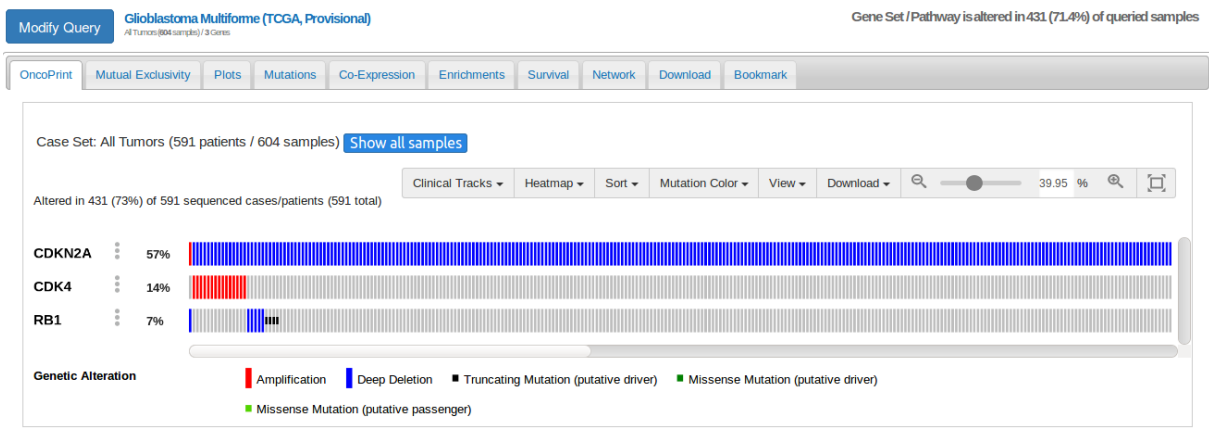 Modify Query
Glioblastoma Multiforme (TCGA, Provisional)
All Tumors (604 samples) / 3 Genes
Gene Set / Pathway is altered in 431 (71.4%) of queried samples
OncoPrint Mutual Exclusivity Plots Mutations Co-Expression Enrichments Survival Network Download Bookmark
Case Set: All Tumors (591 patients / 604 samples) Show all samples
Clinical Tracks Heatmap Sort Mutation Color View Download 39.95 %
Altered in 431 (73%) of 591 sequenced cases/patients (591 total)
CDKN2A 57%
CDK4 14%
RB1 7%
Genetic Alteration Amplification Deep Deletion Truncating Mutation (putative driver) Missense Mutation (putative driver)
Missense Mutation (putative passenger)